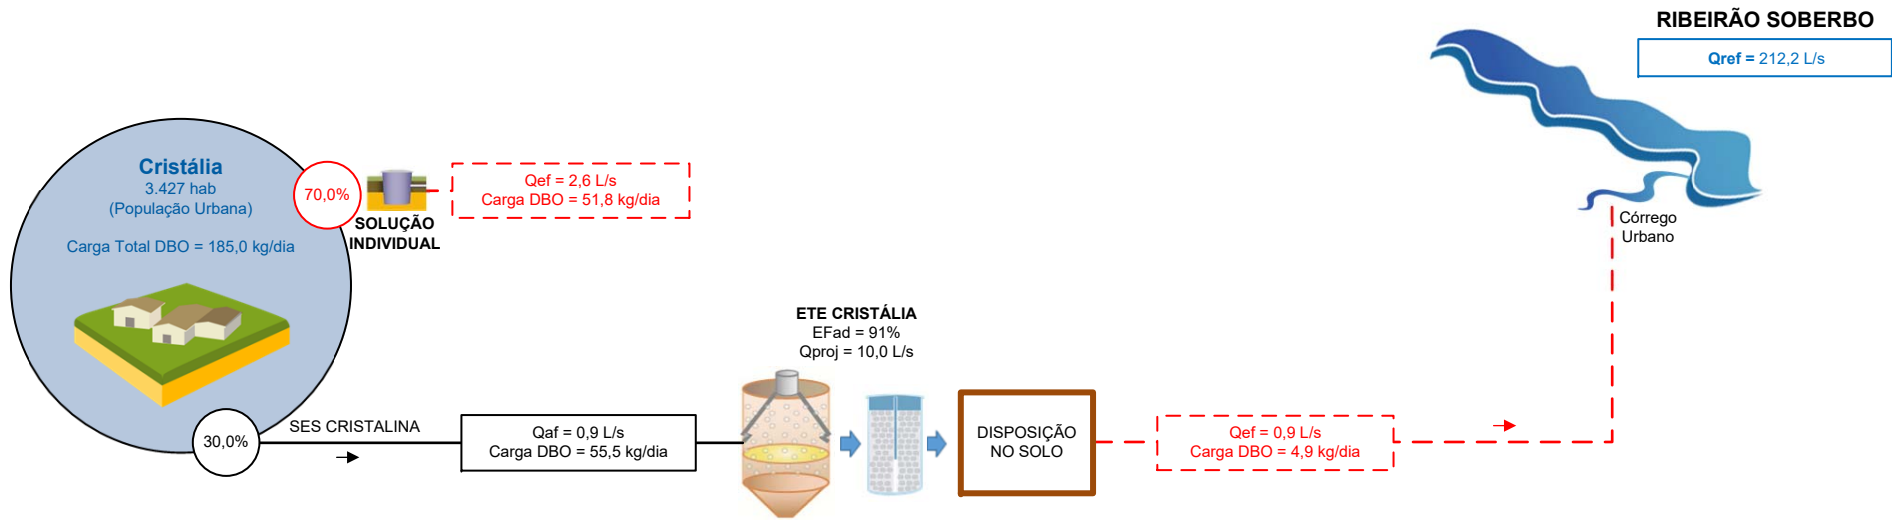 RIBEIRÃO SOBERBO
Qref = 212,2 L/s
Cristália
3.427 hab
(População Urbana)
Carga Total DBO = 185,0 kg/dia
70,0%
SOLUÇÃO
INDIVIDUAL
Qef = 2,6 L/s
Carga DBO = 51,8 kg/dia
Córrego
Urbano
ETE CRISTÁLIA
EFad = 91%
Qproj = 10,0 L/s
30,0%
SES CRISTALINA
Qaf = 0,9 L/s
Carga DBO = 55,5 kg/dia
DISPOSIÇÃO
NO SOLO
Qef = 0,9 L/s
Carga DBO = 4,9 kg/dia